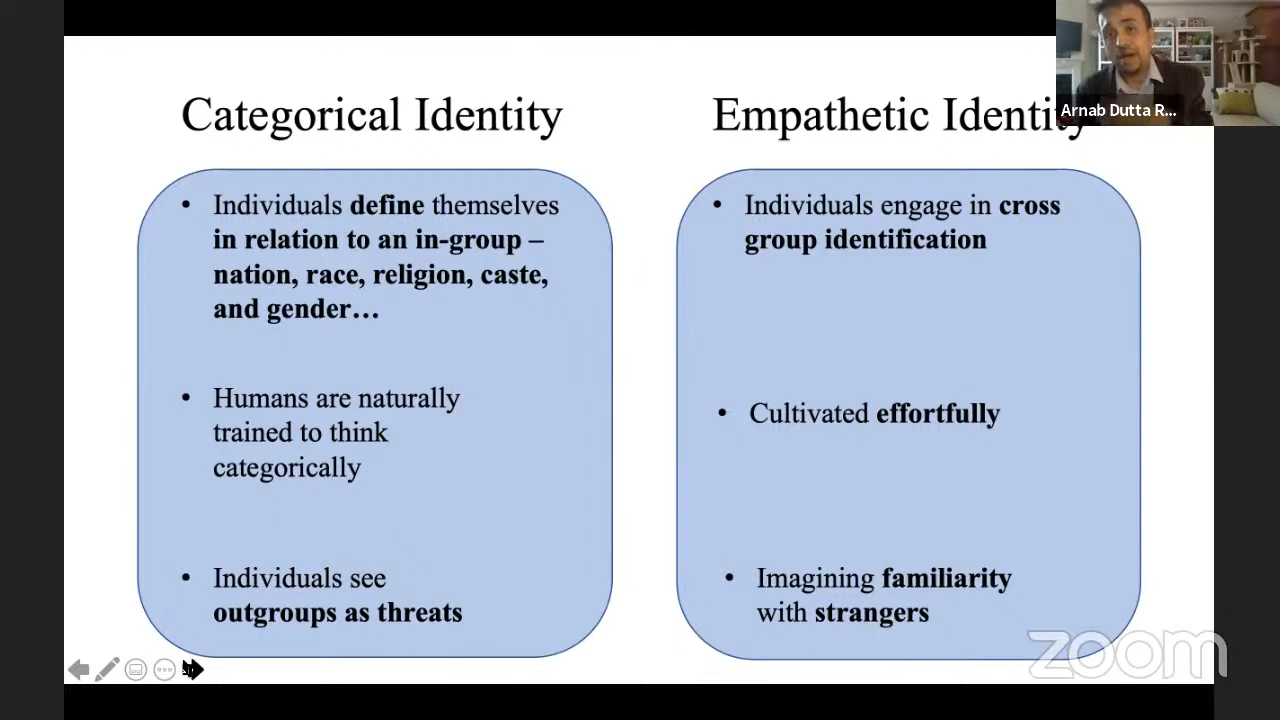 Categorical Identity
• Individuals define themselves
in relation to an in-group –
nation, race, religion, caste,
and gender…
• Humans are naturally
trained to think
categorically
• Individuals see
outgroups as threats
Empathetic Identity
• Individuals engage in cross
group identification
• Cultivated effortfully
• Imagining familiarity
with strangers
Arnab Dutta R...
zoom